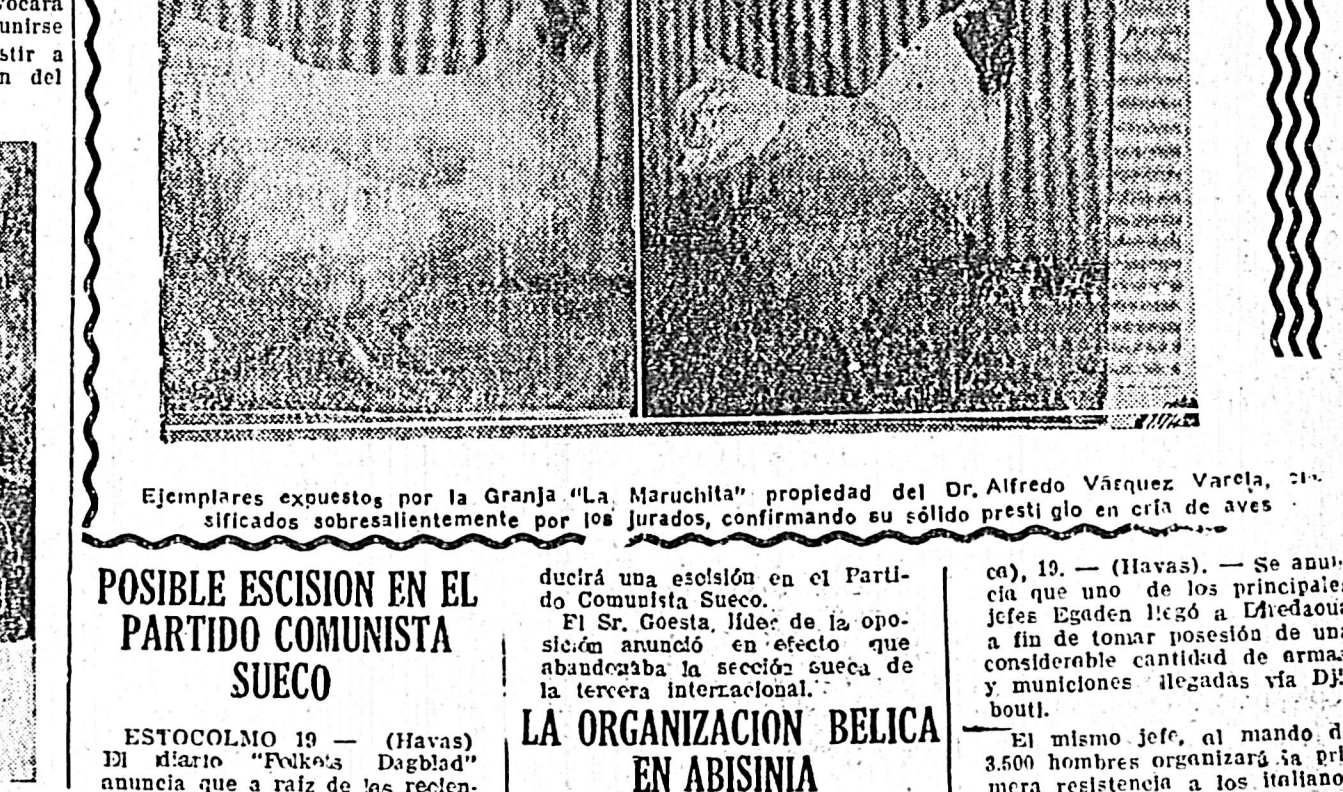 vocará
unirse
stir a
n del
Ejemplares expuestos por la Granja "La Maruchita" propiedad del Dr. Alfredo Vásquez Varela,
sificados sobresalientemente por los jurados, confirmando su sólido presti gio en cría de aves
POSIBLE ESCISION EN EL
PARTIDO COMUNISTA
SUECO
ESTOCOLMO 19 — (Havas)
El diario "Folkets Dagblad"
anuncia que a raíz de las recien-
ducirá una escisión en el Parti-
do Comunista Sueco.
El Sr. Goesta, líder de la opo-
sición anunció en efecto que
abandonaba la sección sueca de
la tercera internacional.
LA ORGANIZACION BELICA
EN ABISINIA
ca), 19. — (Havas). — Se anun-
cia que uno de los principales
jefes Egaden llegó a Diredaoua
a fin de tomar posesión de una
considerable cantidad de armas
y municiones llegadas vía Dji-
bouti.
El mismo jefe, al mando d
3.500 hombres organizará la pri
mera resistencia a los italiano